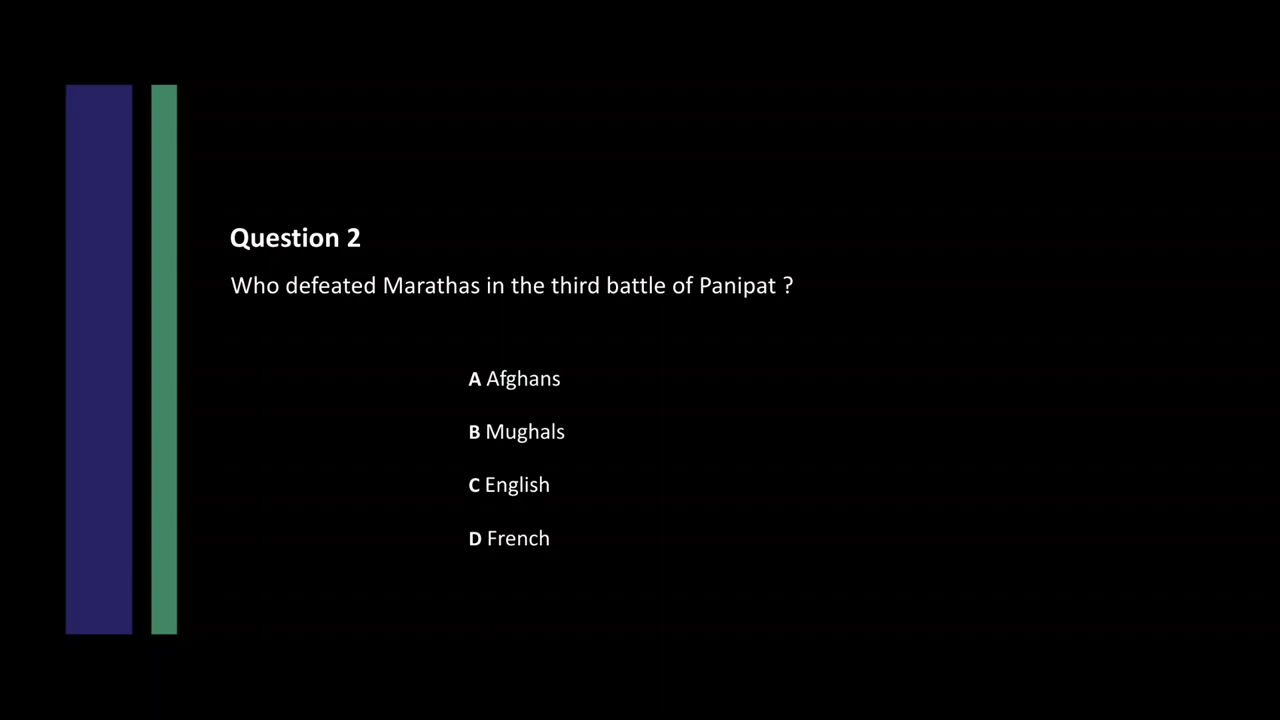 Question 2
Who defeated Marathas in the third battle of Panipat ?
A Afghans
B Mughals
C English
D French